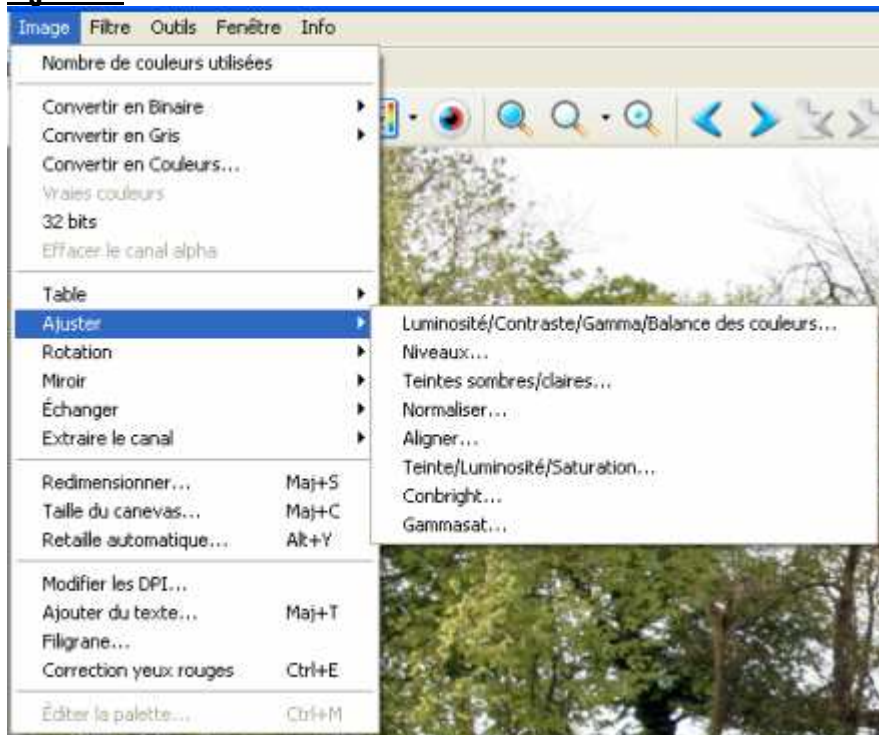 Image Filtre Outils Fenêtre Info
Nombre de couleurs utilisées
Convertir en Binaire
Convertir en Gris
Convertir en Couleurs...
Vraies couleurs
32 bits
Effacer le canal alpha
Table
Ajuster
Rotation
Miroir
Échanger
Extraire le canal
Redimensionner... Maj+S
Taille du canevas... Maj+C
Retaille automatique... Alt+Y
Modifier les DPI...
Ajouter du texte... Maj+T
Filigrane...
Correction yeux rouges Ctrl+E
Éditer la palette... Ctrl+M
Luminosité/Contraste/Gamma/Balance des couleurs...
Niveaux...
Teintes sombres/claires...
Normaliser...
Aligner...
Teinte/Luminosité/Saturation...
Conbright...
Gammasat...